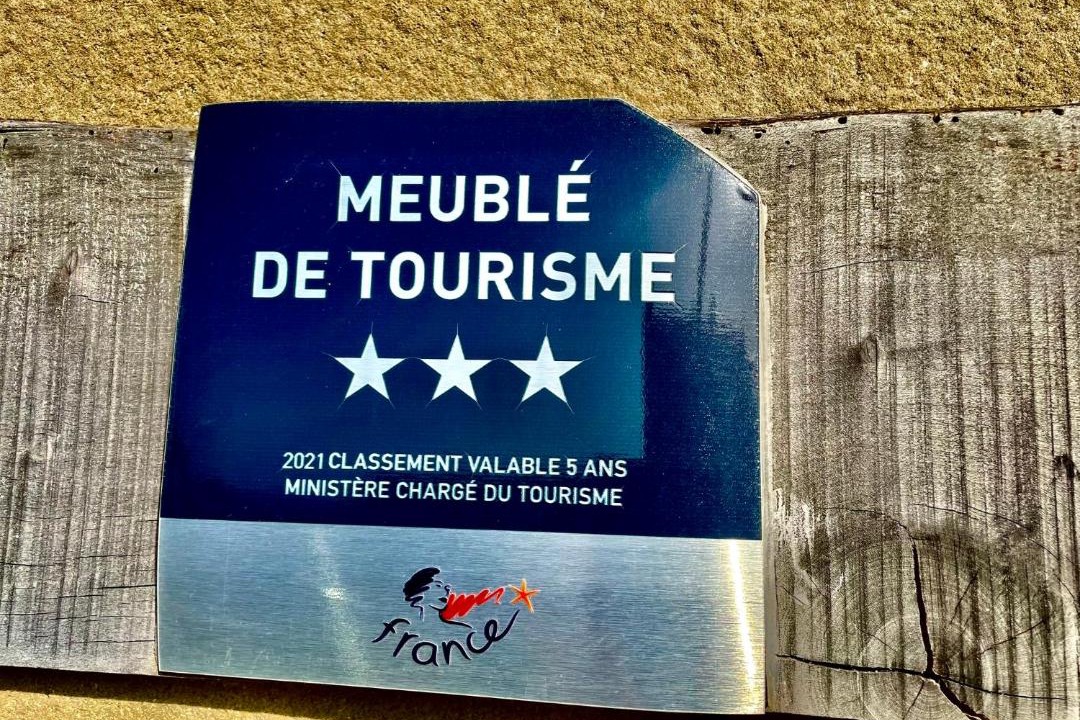 MEUBLÉ
DE TOURISME
2021 CLASSEMENT VALABLE 5 ANS
MINISTÈRE CHARGÉ DU TOURISME
france